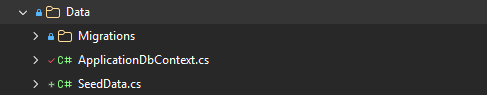 Data
Migrations
C# ApplicationDbContext.cs
C# SeedData.cs